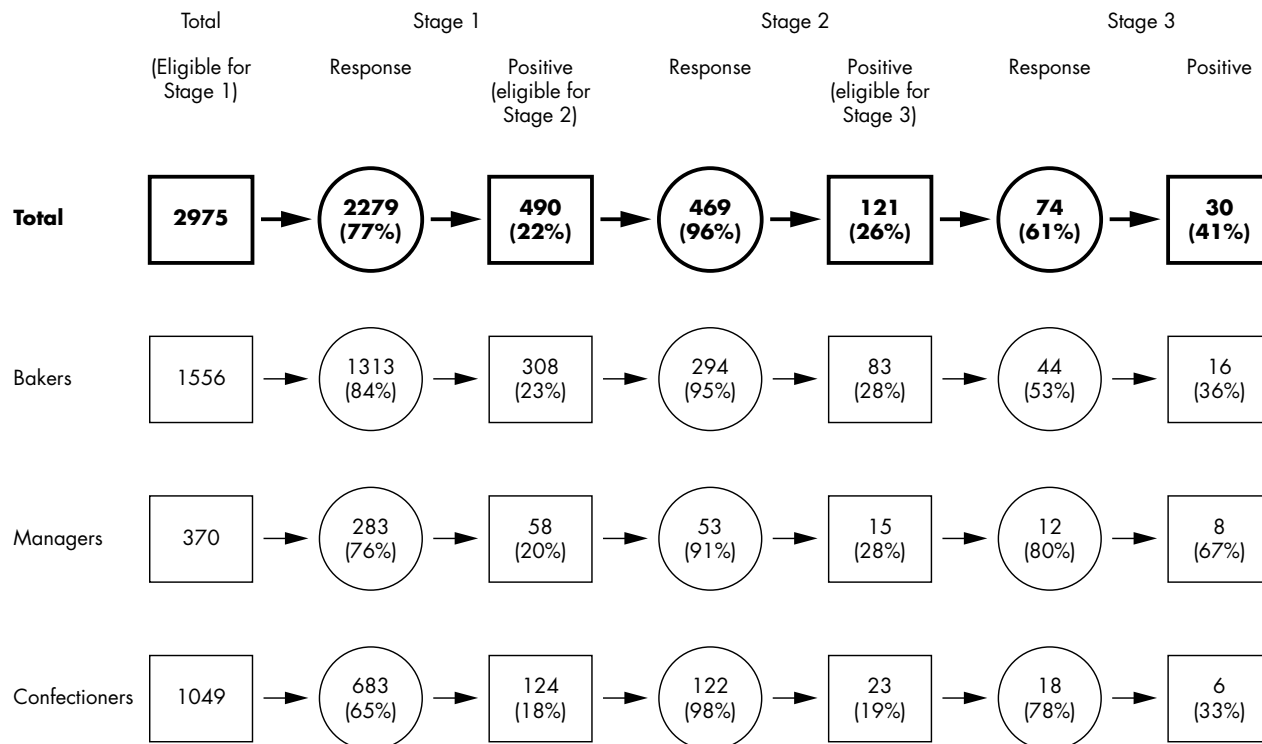 Total Stage 1 Stage 2 Stage 3
(Eligible for Response Positive Response Positive Response Positive
Stage 1) (eligible for (eligible for
Stage 2) Stage 3)
Total 2975 2279 490 469 121 74 30
(77%) (22%) (96%) (26%) (61%) (41%)
Bakers 1556 1313 308 294 83 44 16
(84%) (23%) (95%) (28%) (53%) (36%)
Managers 370 283 58 53 15 12 8
(76%) (20%) (91%) (28%) (80%) (67%)
Confectioners 1049 683 124 122 23 18 6
(65%) (18%) (98%) (19%) (78%) (33%)